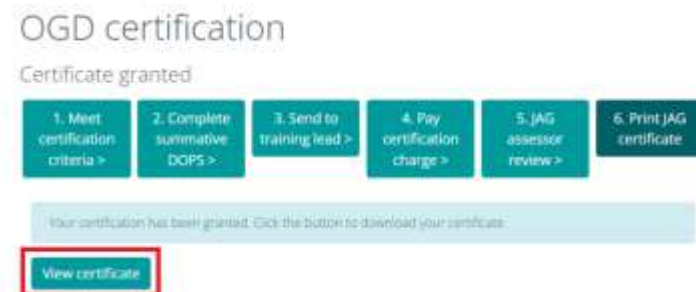 OGD certification
Certificate granted
1. Meet certification criteria >
2. Complete summative DOPS >
3. Send to training lead >
4. Pay certification charge >
5. JAG assessor review >
6. Print JAG certificate
Your certification has been granted. Click the button to download your certificate.
View certificate